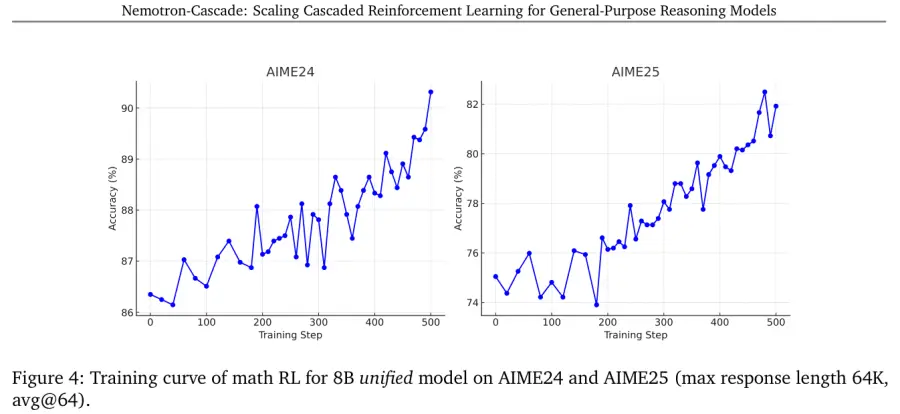 Nemotron-Cascade: Scaling Cascaded Reinforcement Learning for General-Purpose Reasoning Models
AIME24
90
89
88
87
86
Accuracy (%)
0 100 200 300 400 500
Training Step
AIME25
82
80
78
76
74
Accuracy (%)
0 100 200 300 400 500
Training Step
Figure 4: Training curve of math RL for 8B unified model on AIME24 and AIME25 (max response length 64K,
avg@64).